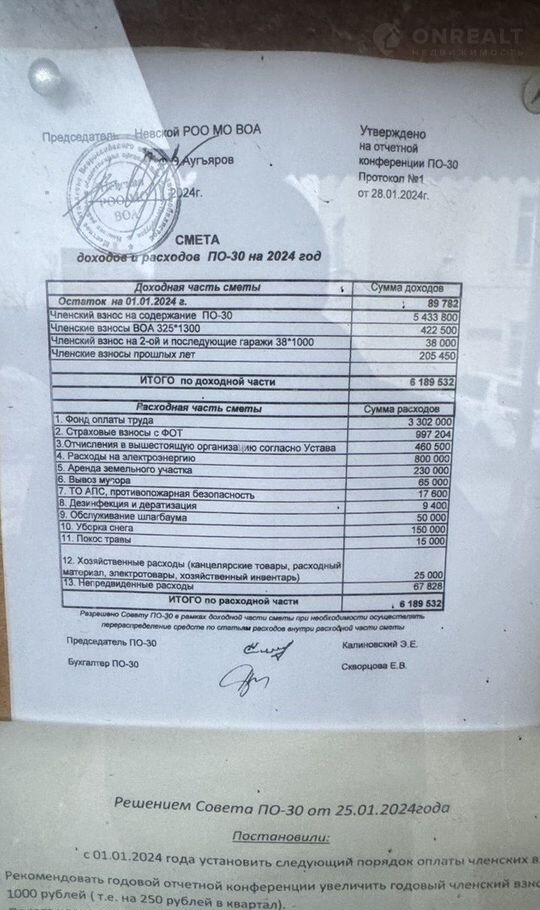 ONREALT
НЕДВИЖИМОСТЬ
Председатель Невской РОО МО ВОА
Аугьяров
2024г.
Утверждено
на отчетной
конференции ПО-30
Протокол №1
от 28.01.2024г.
СМЕТА
доходов и расходов ПО-30 на 2024 год
Доходная часть сметы Сумма доходов
Остаток на 01.01.2024 г. 89 782
Членский взнос на содержание ПО-30 5 433 800
Членские взносы ВОА 325*1300 422 500
Членский взнос на 2-ой и последующие гаражи 38*1000 38 000
Членские взносы прошлых лет 205 450
ИТОГО по доходной части 6 189 532
Расходная часть сметы Сумма расходов
1. Фонд оплаты труда 3 302 000
2. Страховые взносы с ФОТ 997 204
3.Отчисления в вышестоящую организацию согласно Устава 460 500
4. Расходы на электроэнергию 800 000
5. Аренда земельного участка 230 000
6. Вывоз мусора 65 000
7. ТО АПС, противопожарная безопасность 17 600
8. Дезинфекция и дератизация 9 400
9. Обслуживание шлагбаума 50 000
10. Уборка снега 150 000
11. Покос травы 15 000
12. Хозяйственные расходы (канцелярские товары, расходный
материал, электротовары, хозяйственный инвентарь) 25 000
13. Непредвиденные расходы 67 828
ИТОГО по расходной части 6 189 532
Разрешено Совету ПО-30 в рамках доходной части сметы при необходимости осуществлять
перераспределение средств по статьям расходов внутри расходной части сметы
Председатель ПО-30 Калиновский Э.Е.
Бухгалтер ПО-30 Скворцова Е.В.
Решением Совета ПО-30 от 25.01.2024года
Постановили:
с 01.01.2024 года установить следующий порядок оплаты членских в
Рекомендовать годовой отчетной конференции увеличить годовый членский взно
1000 рублей ( т.е. на 250 рублей в квартал).